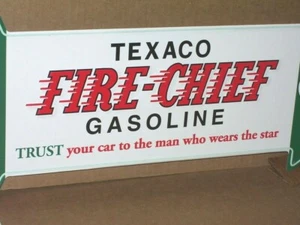 TEXACO
FIRE-CHIEF
GASOLINE
TRUST your car to the man who wears the star